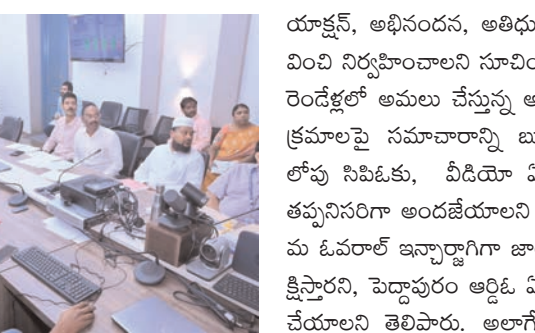 యాక్షన్, అభినందన, అతిథు
వించి నిర్వహించాలని సూచిం
రెండేళ్లలో అమలు చేస్తున్న అ
క్రమాలపై సమాచారాన్ని బు
లోపు సిపిఓకు, వీడియో ఏ
తప్పనిసరిగా అందజేయాలని
మ ఓవరాల్ ఇన్చార్జిగా జా
క్షిస్తారని, పెద్దాపురం ఆర్డిఓ ఏ
చేయాలని తెలిపారు. అలాగే